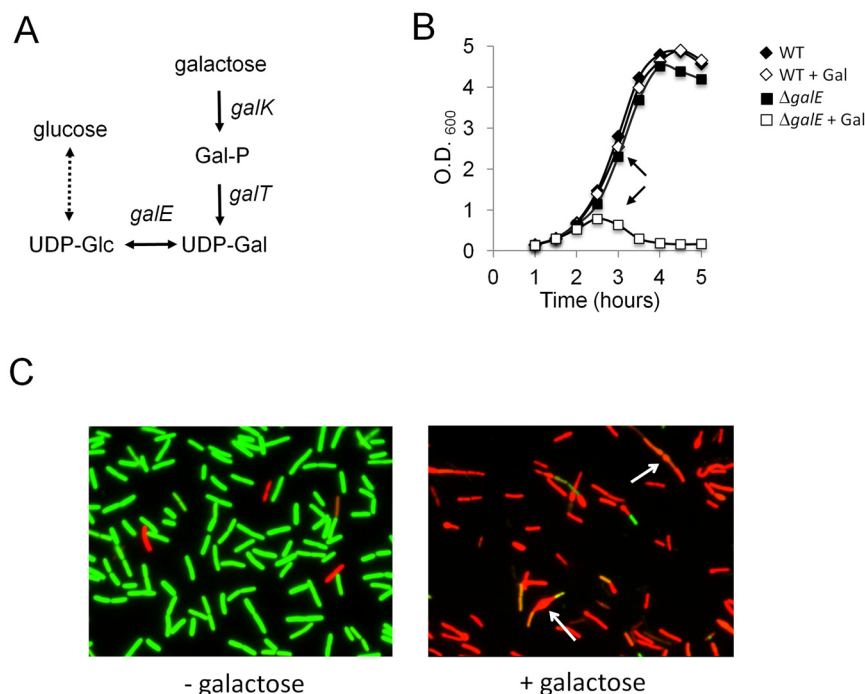 A
galactose
galK
glucose
Gal-P
galT
galE
UDP-Glc
UDP-Gal
B
O.D. 600
5
4
3
2
1
0
0 1 2 3 4 5
Time (hours)
WT
WT + Gal
ΔgalE
ΔgalE + Gal
C
- galactose
+ galactose